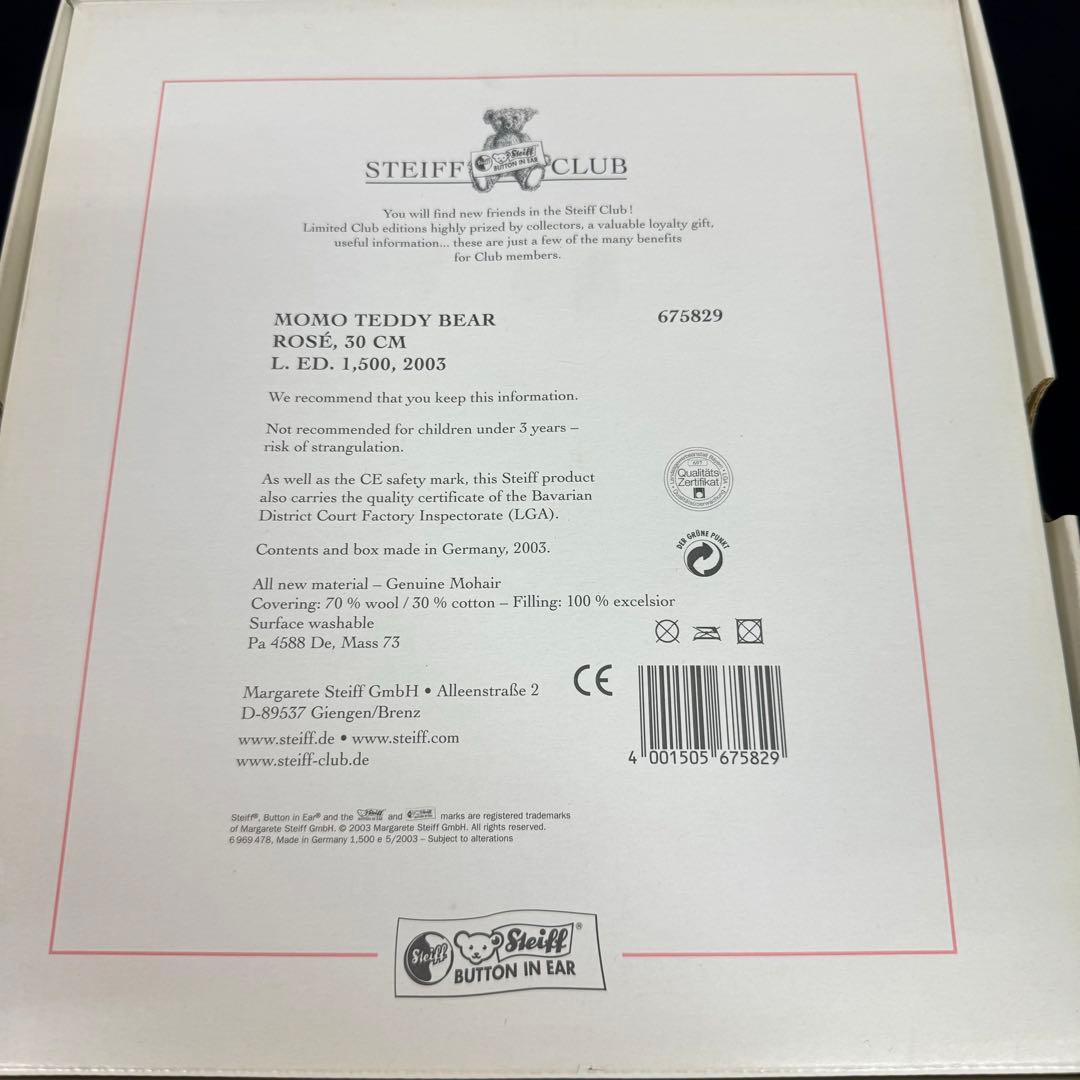 STEIFF CLUB
Steiff
BUTTON IN EAR
You will find new friends in the Steiff Club!
Limited Club editions highly prized by collectors, a valuable loyalty gift,
useful information... these are just a few of the many benefits
for Club members.
MOMO TEDDY BEAR 675829
ROSÉ, 30 CM
L. ED. 1,500, 2003
We recommend that you keep this information.
Not recommended for children under 3 years –
risk of strangulation.
As well as the CE safety mark, this Steiff product
also carries the quality certificate of the Bavarian
District Court Factory Inspectorate (LGA).
Qualitäts
Zertifikat
Contents and box made in Germany, 2003.
DER GRÜNE PUNKT
All new material – Genuine Mohair
Covering: 70 % wool / 30 % cotton – Filling: 100 % excelsior
Surface washable
Pa 4588 De, Mass 73
Margarete Steiff GmbH • Alleenstraße 2
D-89537 Giengen/Brenz
www.steiff.de • www.steiff.com
www.steiff-club.de
CE
4 001505 675829
Steiff®, Button in Ear® and the Steiff and Steiff marks are registered trademarks
of Margarete Steiff GmbH. © 2003 Margarete Steiff GmbH. All rights reserved.
6 969 478, Made in Germany 1,500 e 5/2003 – Subject to alterations
Steiff Steiff®
BUTTON IN EAR